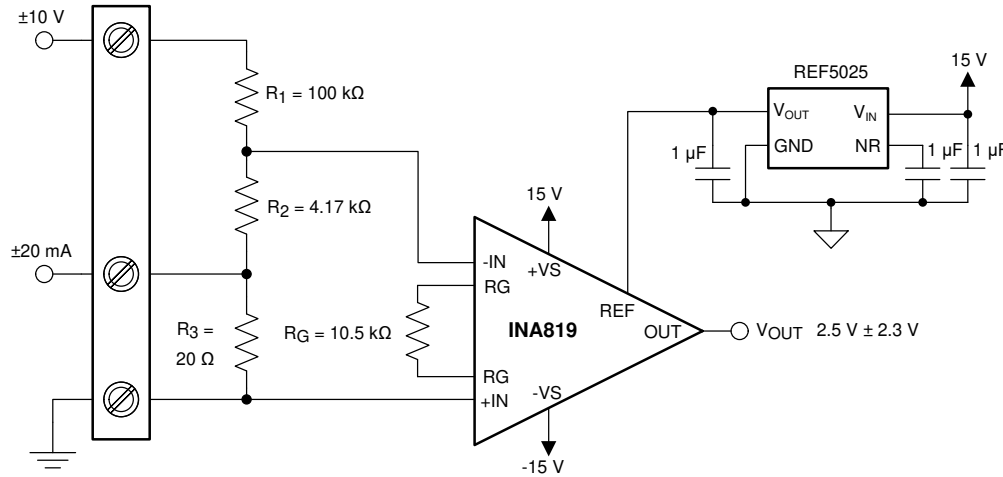 ±10 V
R1 = 100 kΩ
R2 = 4.17 kΩ
±20 mA
R3 =
20 Ω
RG = 10.5 kΩ
15 V
+VS
-IN
RG
INA819
REF
OUT
RG
+IN
-VS
-15 V
VOUT 2.5 V ± 2.3 V
REF5025
15 V
VOUT
VIN
GND
NR
1 µF
1 µF
1 µF